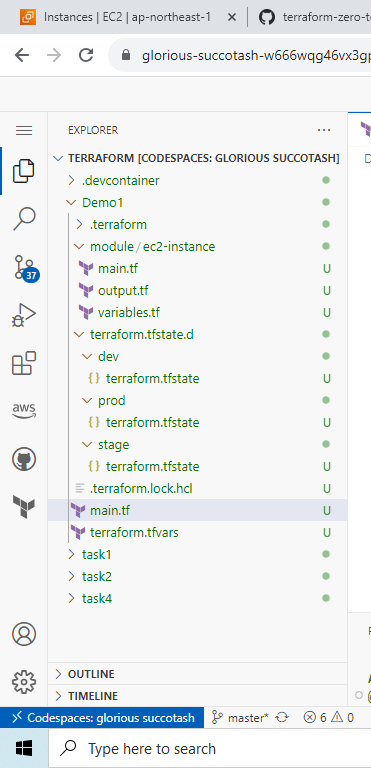 Instances | EC2 | ap-northeast-1
terraform-zero-t
glorious-succotash-w666wqg46vx3gp
EXPLORER
TERRAFORM [CODESPACES: GLORIOUS SUCCOTASH]
.devcontainer
Demo1
.terraform
module / ec2-instance
main.tf U
output.tf U
variables.tf U
terraform.tfstate.d
dev
{} terraform.tfstate U
prod
{} terraform.tfstate U
stage
{} terraform.tfstate U
.terraform.lock.hcl U
main.tf U
terraform.tfvars U
task1
task2
task4
37
aws
OUTLINE
TIMELINE
Codespaces: glorious succotash
master* 6 0
Type here to search